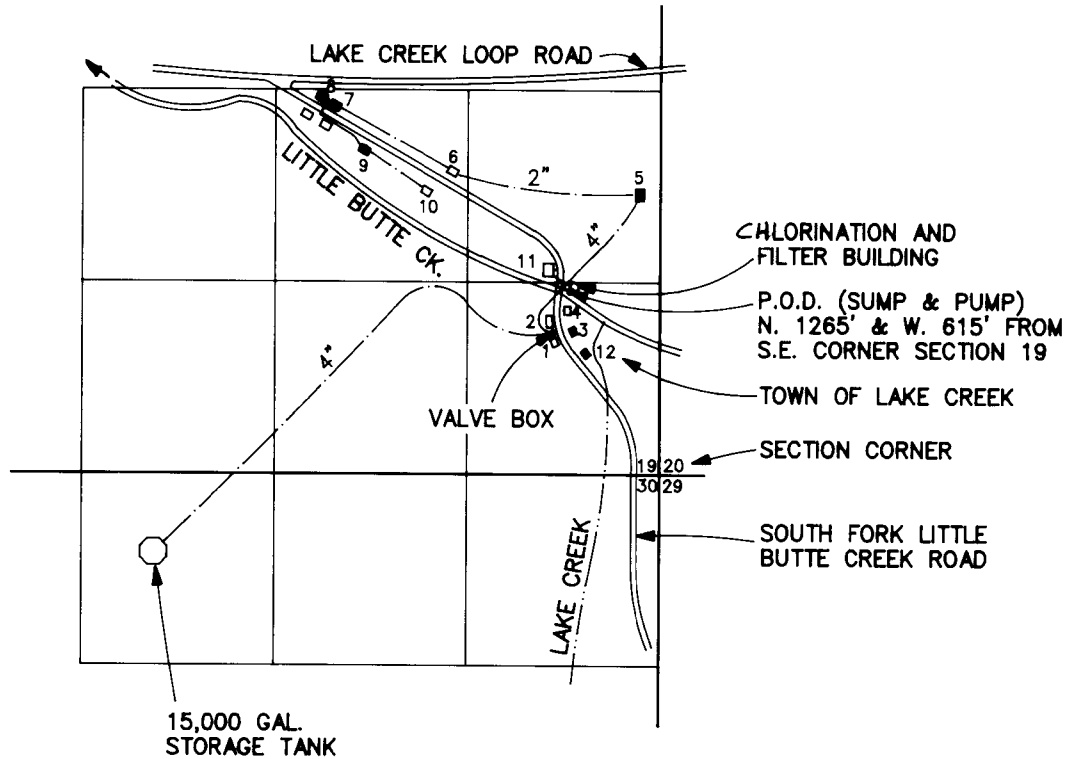 LAKE CREEK LOOP ROAD
8
7
6
5
2"
9
10
LITTLE BUTTE CK.
4"
11
CHLORINATION AND
FILTER BUILDING
P.O.D. (SUMP & PUMP)
N. 1265' & W. 615' FROM
S.E. CORNER SECTION 19
2
4
3
1
12
4"
TOWN OF LAKE CREEK
VALVE BOX
SECTION CORNER
19 20
30 29
SOUTH FORK LITTLE
BUTTE CREEK ROAD
LAKE CREEK
15,000 GAL.
STORAGE TANK